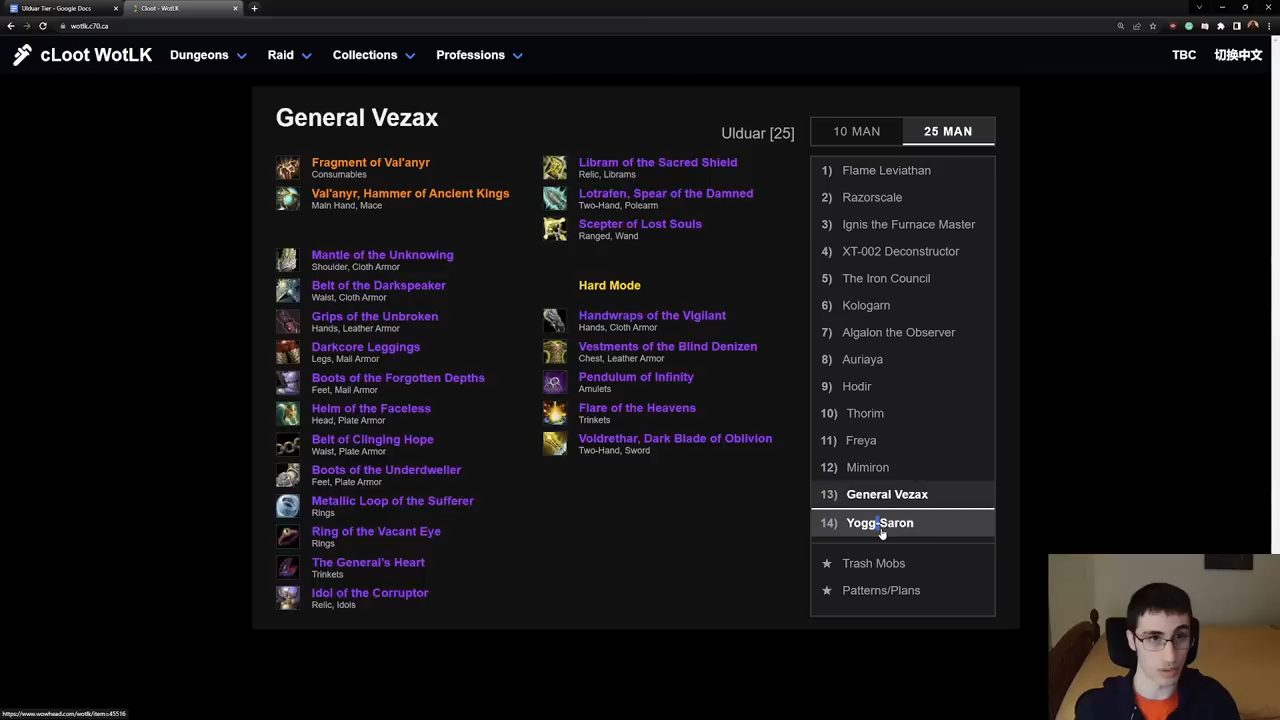 Ulduar Tier - Google Docs
Cloot - WotLK
wotlk.c70.ca
cLoot WotLK
Dungeons
Raid
Collections
Professions
TBC
切换中文
General Vezax
Ulduar [25]
Fragment of Val'anyr
Consumables
Val'anyr, Hammer of Ancient Kings
Main Hand, Mace
Mantle of the Unknowing
Shoulder, Cloth Armor
Belt of the Darkspeaker
Waist, Cloth Armor
Grips of the Unbroken
Hands, Leather Armor
Darkcore Leggings
Legs, Mail Armor
Boots of the Forgotten Depths
Feet, Mail Armor
Helm of the Faceless
Head, Plate Armor
Belt of Clinging Hope
Waist, Plate Armor
Boots of the Underdweller
Feet, Plate Armor
Metallic Loop of the Sufferer
Rings
Ring of the Vacant Eye
Rings
The General's Heart
Trinkets
Idol of the Corruptor
Relic, Idols
Libram of the Sacred Shield
Relic, Librams
Lotrafen, Spear of the Damned
Two-Hand, Polearm
Scepter of Lost Souls
Ranged, Wand
Hard Mode
Handwraps of the Vigilant
Hands, Cloth Armor
Vestments of the Blind Denizen
Chest, Leather Armor
Pendulum of Infinity
Amulets
Flare of the Heavens
Trinkets
Voldrethar, Dark Blade of Oblivion
Two-Hand, Sword
10 MAN
25 MAN
1) Flame Leviathan
2) Razorscale
3) Ignis the Furnace Master
4) XT-002 Deconstructor
5) The Iron Council
6) Kologarn
7) Algalon the Observer
8) Auriaya
9) Hodir
10) Thorim
11) Freya
12) Mimiron
13) General Vezax
14) Yogg-Saron
Trash Mobs
Patterns/Plans
https://www.wowhead.com/wotlk/item=45516